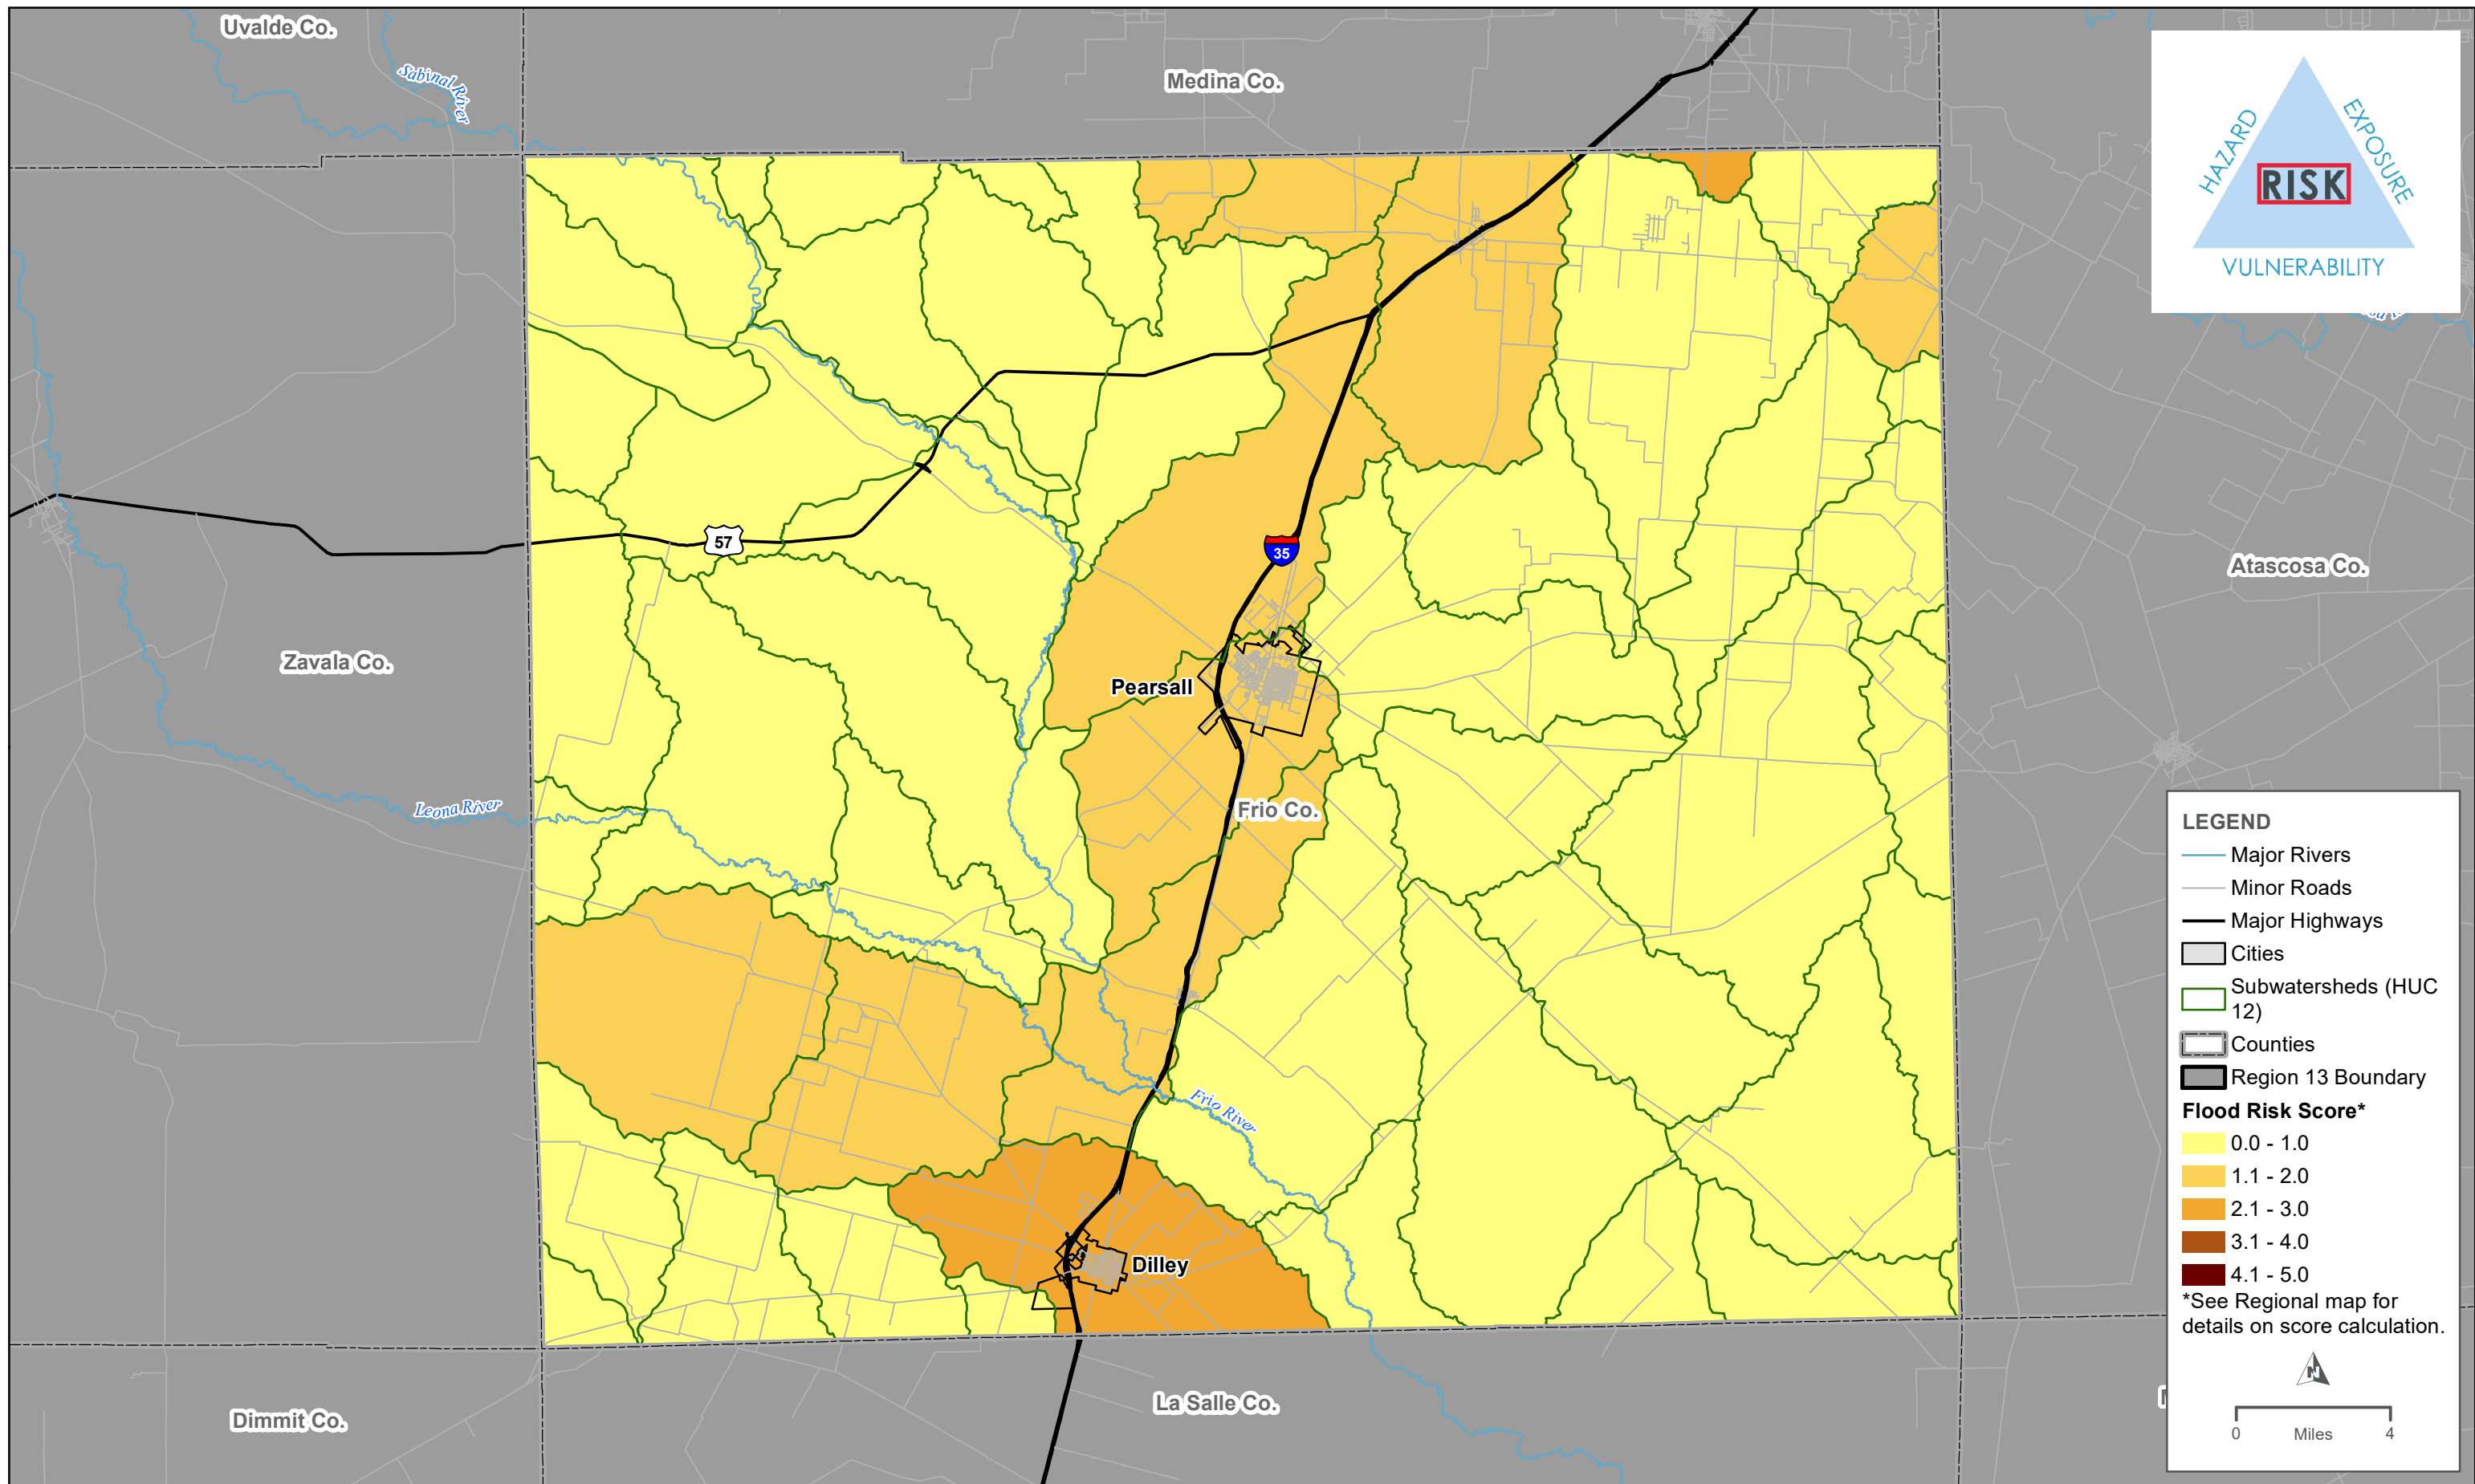 Uvalde Co.
Sabinal River
Medina Co.
HAZARD
EXPOSURE
RISK
VULNERABILITY
57
35
Atascosa Co.
Zavala Co.
Pearsall
Leona River
Frio Co.
Frio River
Dilley
Dimmit Co.
La Salle Co.
LEGEND
Major Rivers
Minor Roads
Major Highways
Cities
Subwatersheds (HUC
12)
Counties
Region 13 Boundary
Flood Risk Score*
0.0 - 1.0
1.1 - 2.0
2.1 - 3.0
3.1 - 4.0
4.1 - 5.0
*See Regional map for
details on score calculation.
N
0 Miles 4